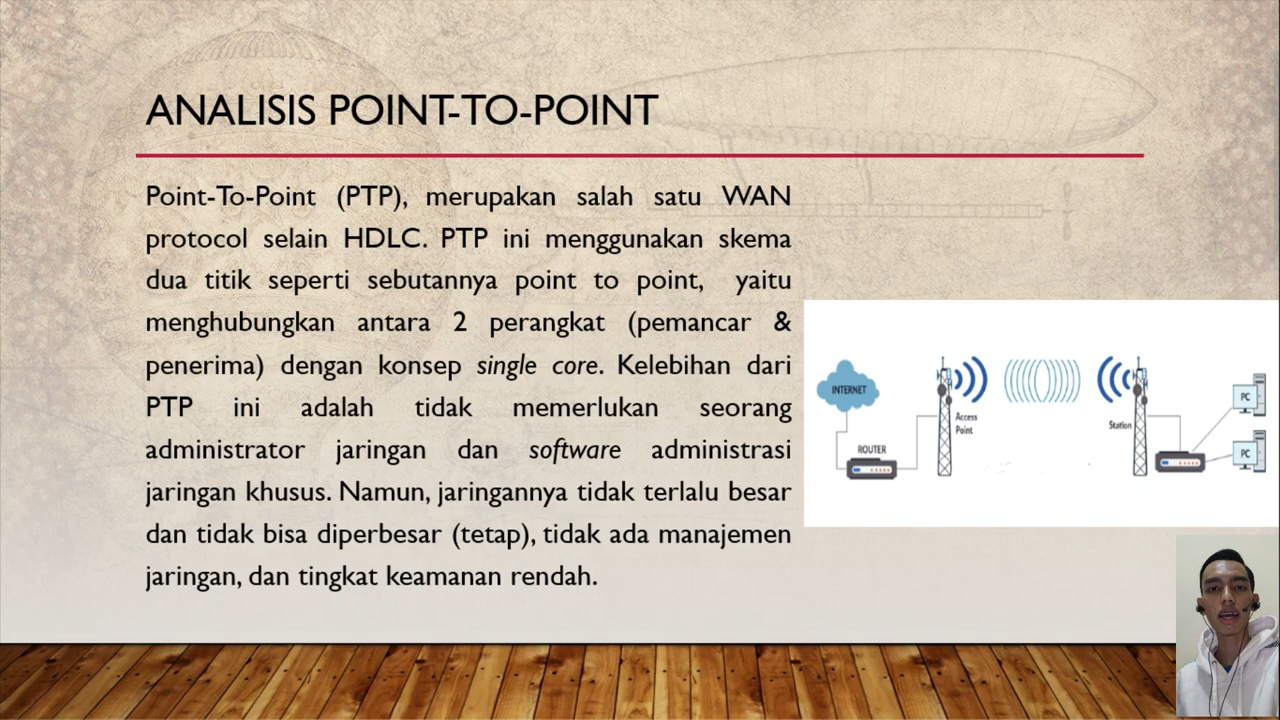 ANALISIS POINT-TO-POINT
Point-To-Point (PTP), merupakan salah satu WAN
protocol selain HDLC. PTP ini menggunakan skema
dua titik seperti sebutannya point to point, yaitu
menghubungkan antara 2 perangkat (pemancar &
penerima) dengan konsep single core. Kelebihan dari
PTP ini adalah tidak memerlukan seorang
administrator jaringan dan software administrasi
jaringan khusus. Namun, jaringannya tidak terlalu besar
dan tidak bisa diperbesar (tetap), tidak ada manajemen
jaringan, dan tingkat keamanan rendah.
INTERNET
ROUTER
Access
Point
Station
PC
PC